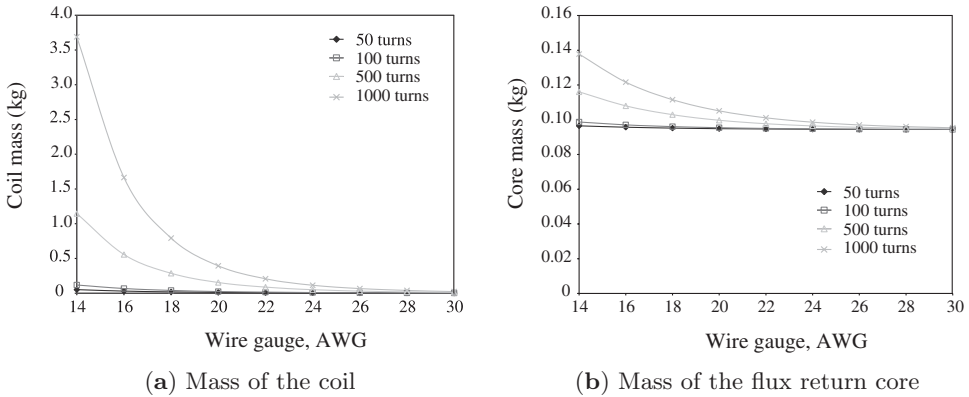 4.0
3.5
3.0
2.5
2.0
1.5
1.0
0.5
0
Coil mass (kg)
50 turns
100 turns
500 turns
1000 turns
14 16 18 20 22 24 26 28 30
Wire gauge, AWG
(a) Mass of the coil
0.16
0.14
0.12
0.10
0.08
0.06
0.04
0.02
0
Core mass (kg)
50 turns
100 turns
500 turns
1000 turns
14 16 18 20 22 24 26 28 30
Wire gauge, AWG
(b) Mass of the flux return core